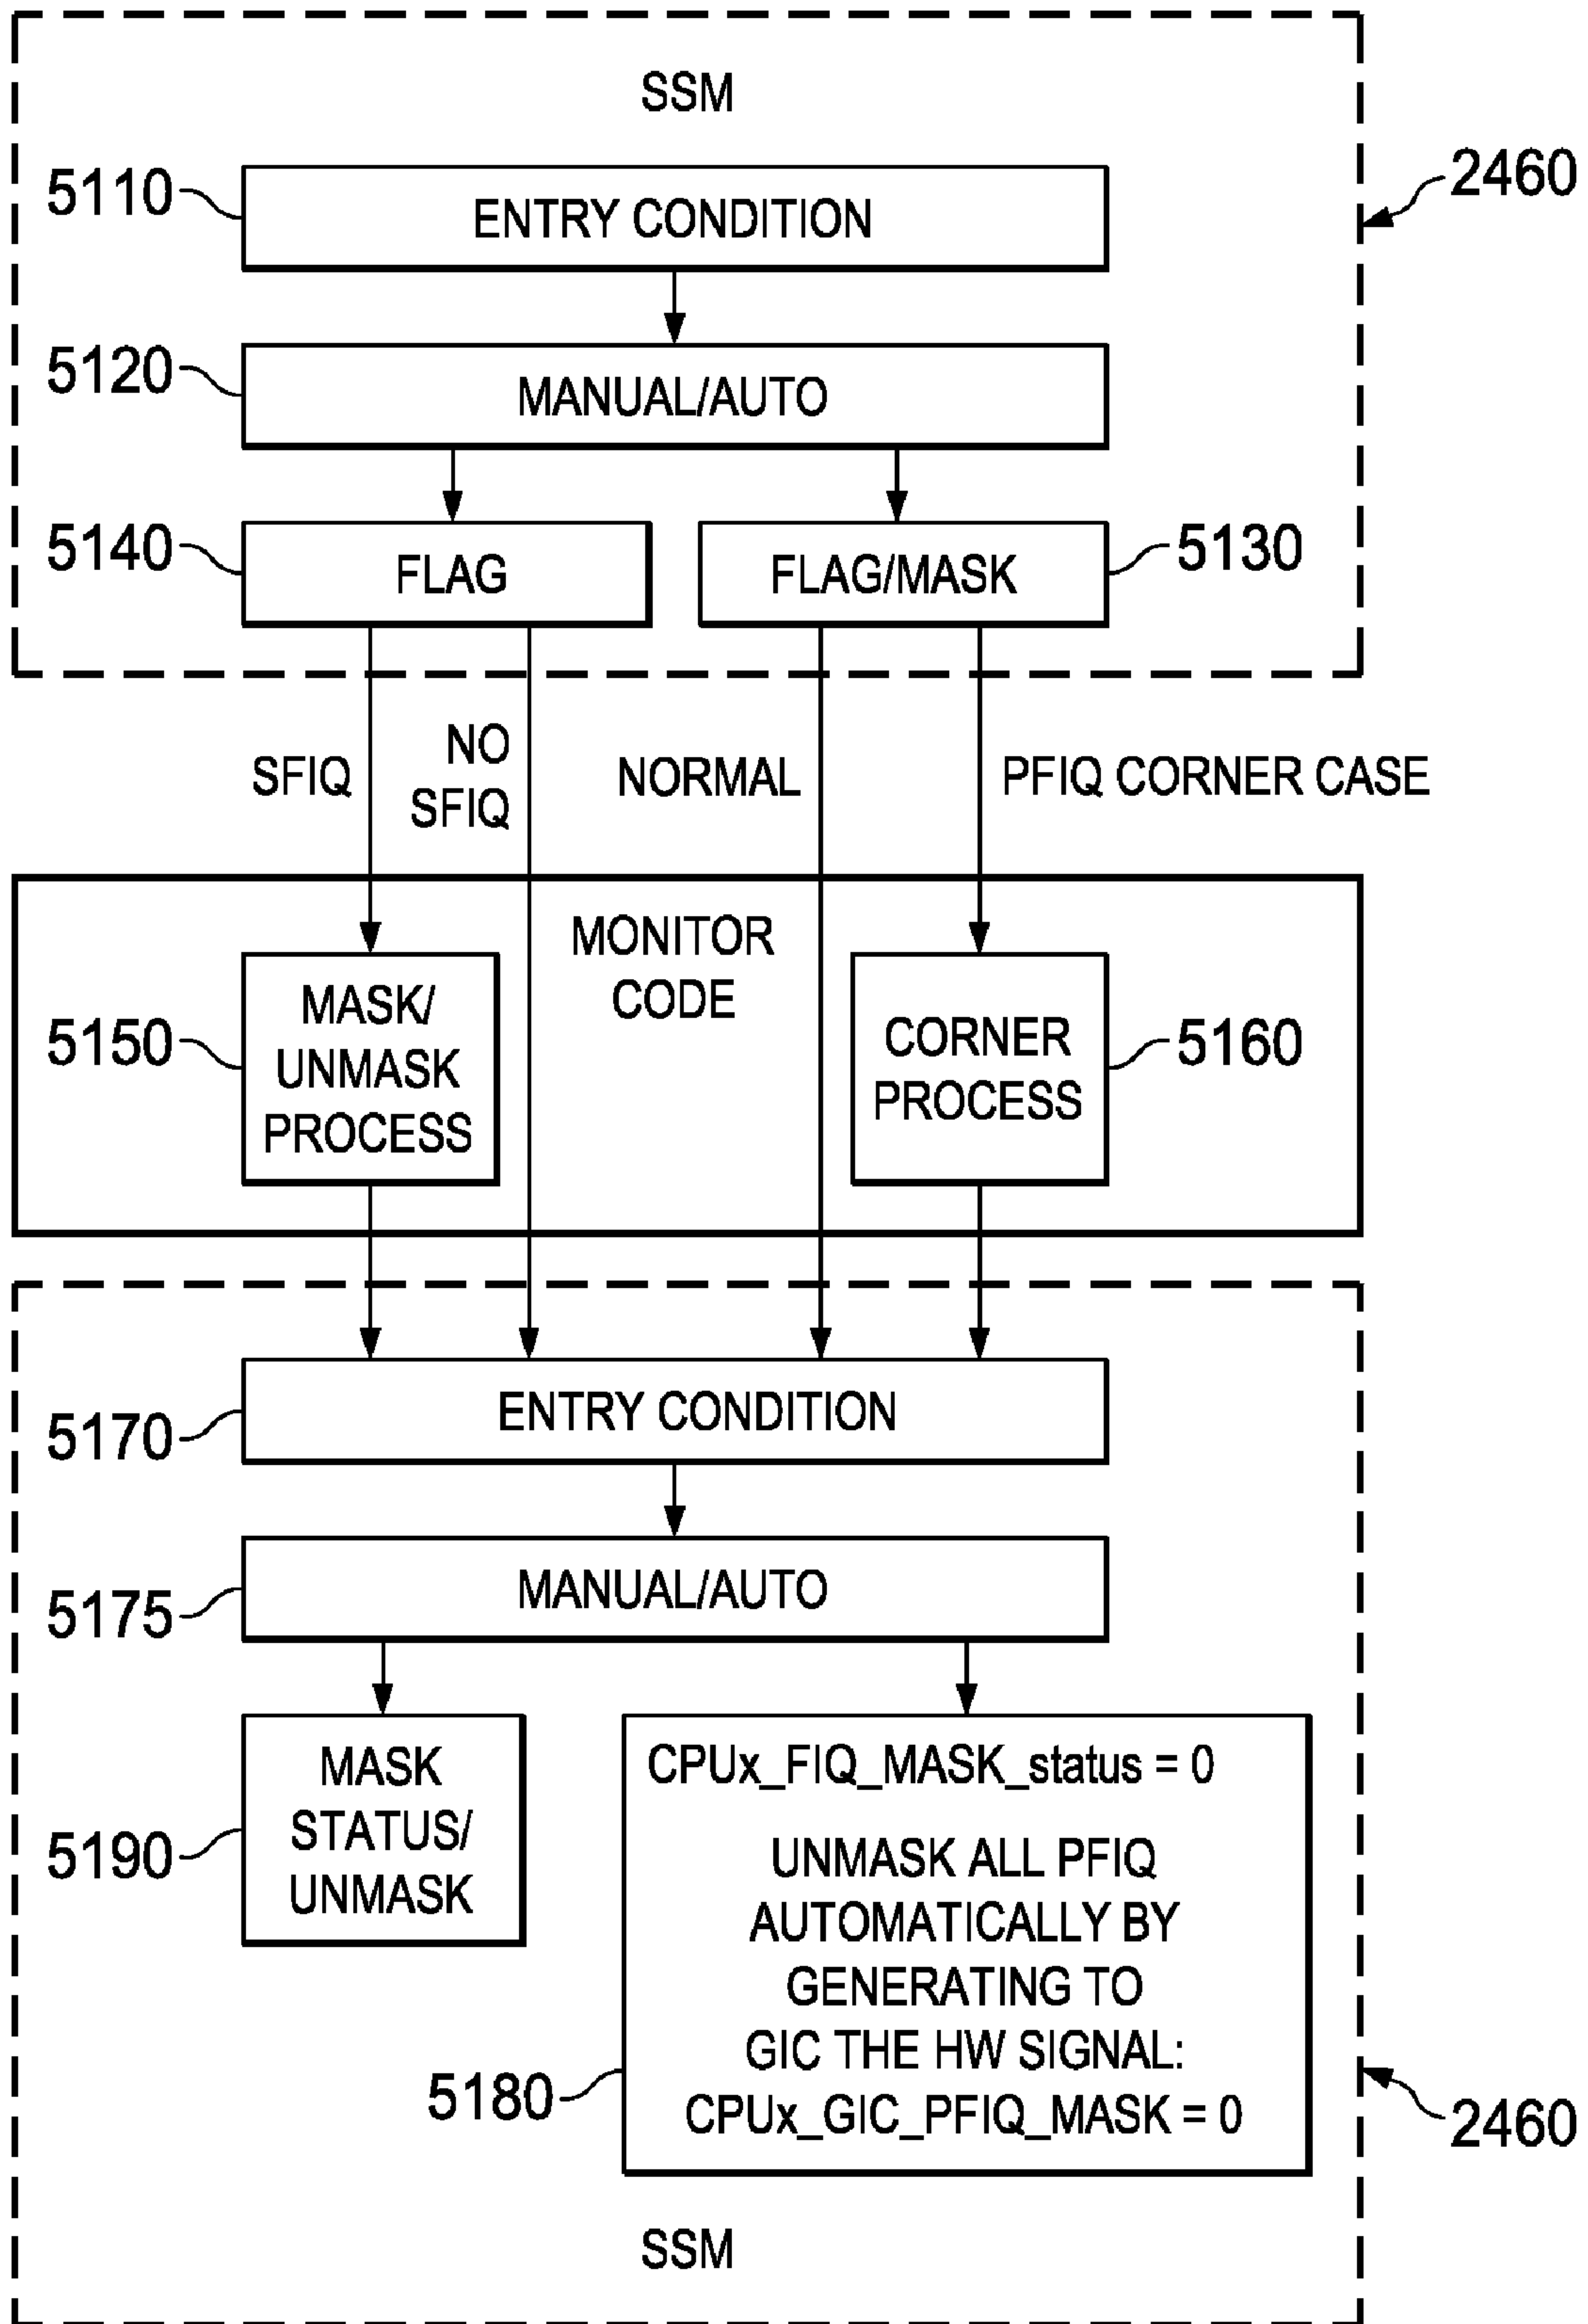 SSM
2460
5110
ENTRY CONDITION
5120
MANUAL/AUTO
5140
FLAG
FLAG/MASK
5130
SFIQ
NO
SFIQ
NORMAL
PFIQ CORNER CASE
MONITOR
CODE
5150
MASK/
UNMASK
PROCESS
CORNER
PROCESS
5160
5170
ENTRY CONDITION
5175
MANUAL/AUTO
5190
MASK
STATUS/
UNMASK
CPUx_FIQ_MASK_status = 0
UNMASK ALL PFIQ
AUTOMATICALLY BY
GENERATING TO
GIC THE HW SIGNAL:
CPUx_GIC_PFIQ_MASK = 0
5180
2460
SSM